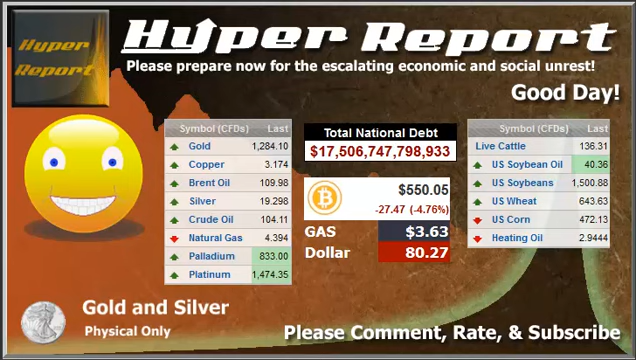 Hyper Report
Hyper
Report
Please prepare now for the escalating economic and social unrest!
Good Day!
Symbol (CFDs) Last
Gold 1,284.10
Copper 3.174
Brent Oil 109.98
Silver 19.298
Crude Oil 104.11
Natural Gas 4.394
Palladium 833.00
Platinum 1,474.35
Total National Debt
$17,506,747,798,933
$550.05
-27.47 (-4.76%)
GAS $3.63
Dollar 80.27
Symbol (CFDs) Last
Live Cattle 136.31
US Soybean Oil 40.36
US Soybeans 1,500.88
US Wheat 643.63
US Corn 472.13
Heating Oil 2.9444
Gold and Silver
Physical Only
Please Comment, Rate, & Subscribe